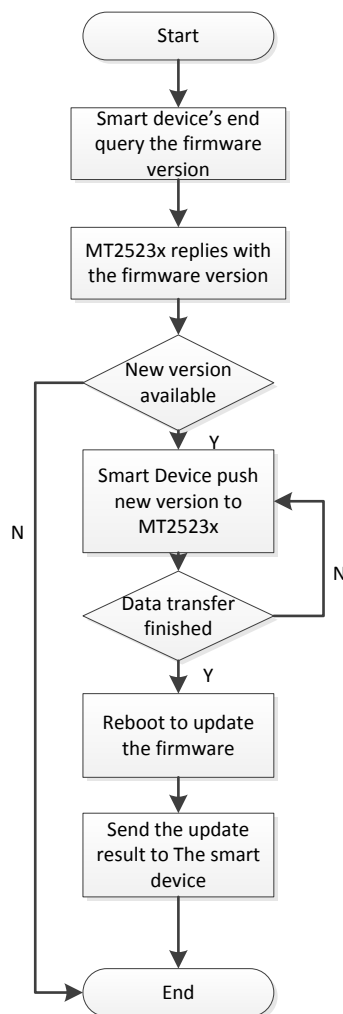 Start
Smart device's end
query the firmware
version
MT2523x replies with
the firmware version
New version
available
Y
Smart Device push
new version to
MT2523x
N
N
Data transfer
finished
Y
Reboot to update
the firmware
Send the update
result to The smart
device
End